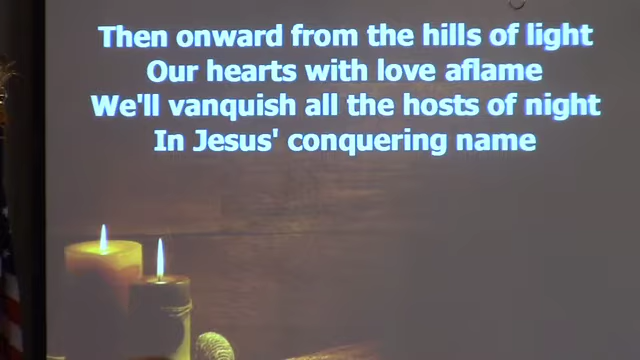 Then onward from the hills of light
Our hearts with love aflame
We'll vanquish all the hosts of night
In Jesus' conquering name